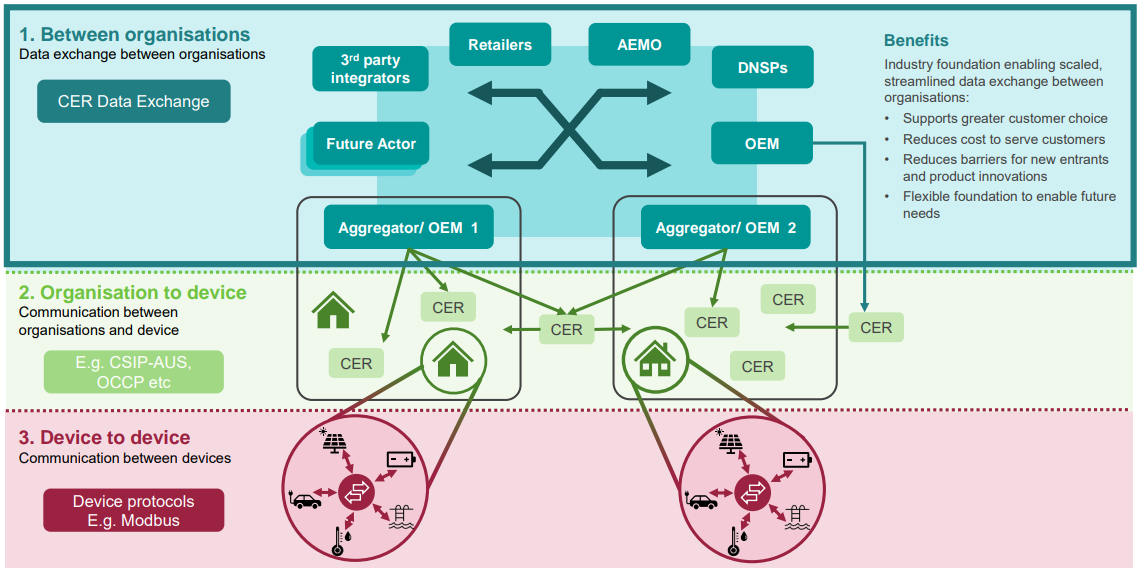 1. Between organisations
Data exchange between organisations
CER Data Exchange
3rd party
integrators
Retailers
AEMO
DNSPs
Future Actor
OEM
Aggregator/ OEM 1
Aggregator/ OEM 2
Benefits
Industry foundation enabling scaled,
streamlined data exchange between
organisations:
• Supports greater customer choice
• Reduces cost to serve customers
• Reduces barriers for new entrants
and product innovations
• Flexible foundation to enable future
needs
2. Organisation to device
Communication between
organisations and device
E.g. CSIP-AUS,
OCCP etc
CER
CER
CER
CER
CER
CER
CER
3. Device to device
Communication between devices
Device protocols
E.g. Modbus